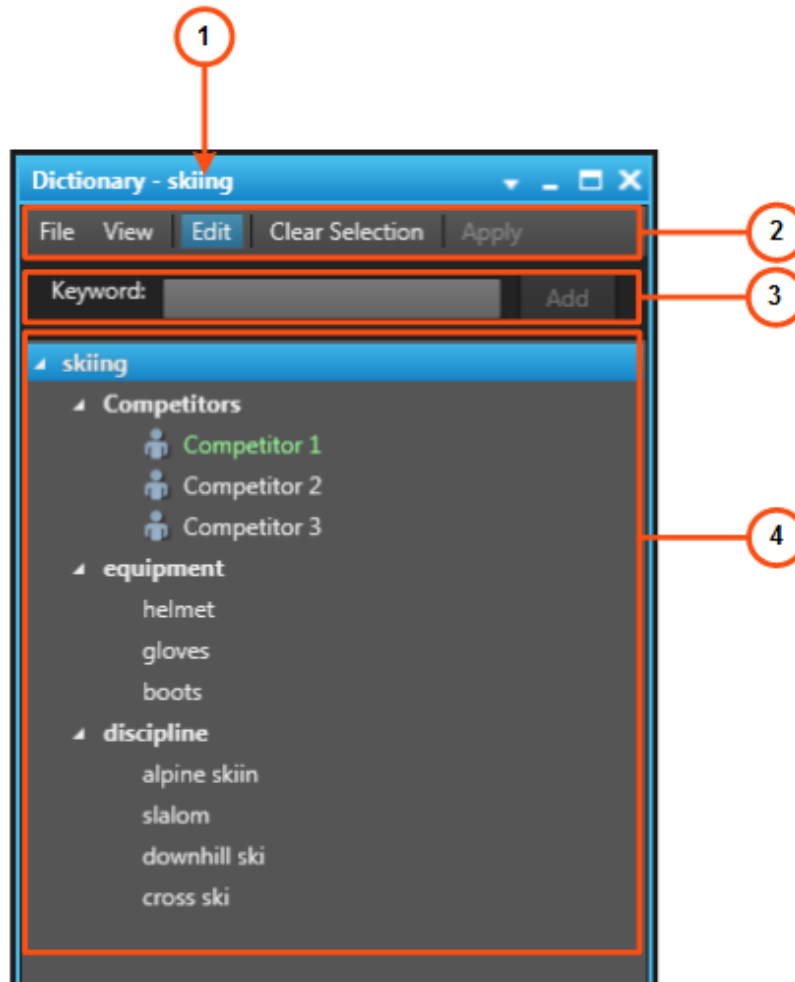 1
Dictionary - skiing
File View Edit Clear Selection Apply
2
Keyword: Add
3
skiing
Competitors
Competitor 1
Competitor 2
Competitor 3
4
equipment
helmet
gloves
boots
discipline
alpine skiin
slalom
downhill ski
cross ski